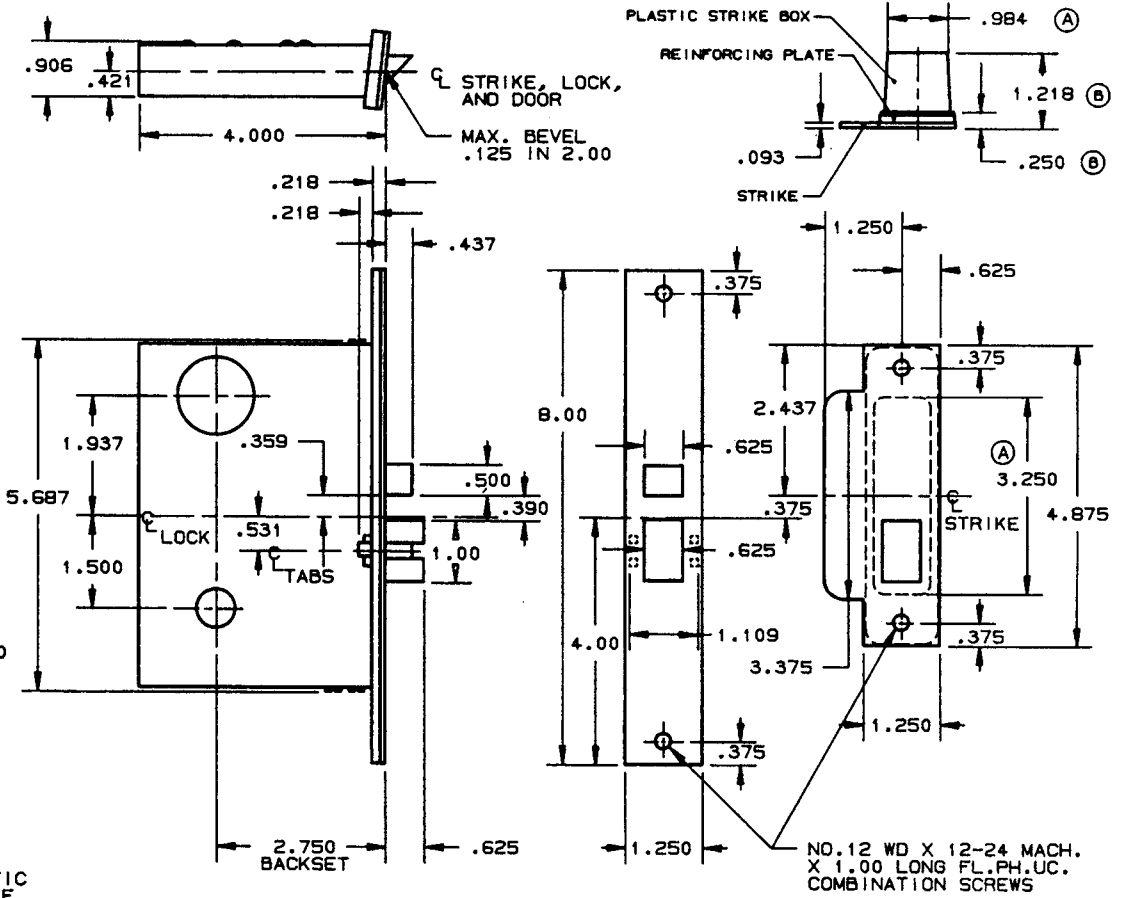 PLASTIC STRIKE BOX
.984 Ⓐ
.906
.421
℄ STRIKE, LOCK,
AND DOOR
REINFORCING PLATE
1.218 Ⓑ
4.000
MAX. BEVEL
.125 IN 2.00
.093
.250 Ⓑ
STRIKE
.218
.218
.437
1.250
.625
.375
.375
2.437
8.00
1.937
.359
.625
.500
Ⓐ
3.250
5.687
.390
.375
℄
STRIKE
4.875
℄
LOCK
.531
1.500
℄
TABS
1.00
.625
4.00
1.109
.375
3.375
O
1.250
.375
2.750
BACKSET
.625
1.250
NO.12 WD X 12-24 MACH.
X 1.00 LONG FL.PH.UC.
COMBINATION SCREWS
TIC